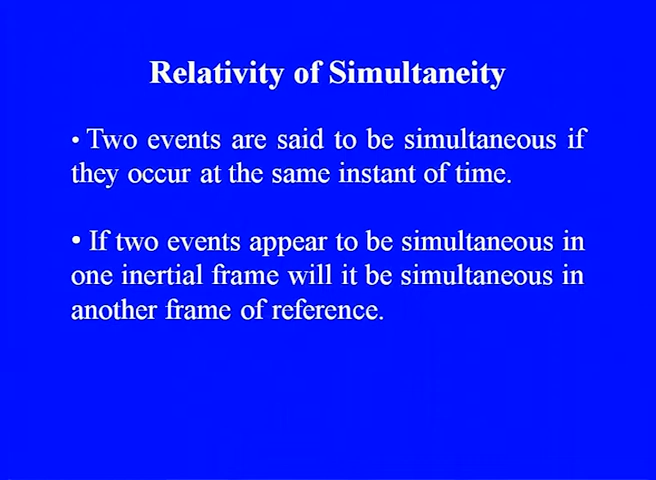 Relativity of Simultaneity
• Two events are said to be simultaneous if
they occur at the same instant of time.
• If two events appear to be simultaneous in
one inertial frame will it be simultaneous in
another frame of reference.